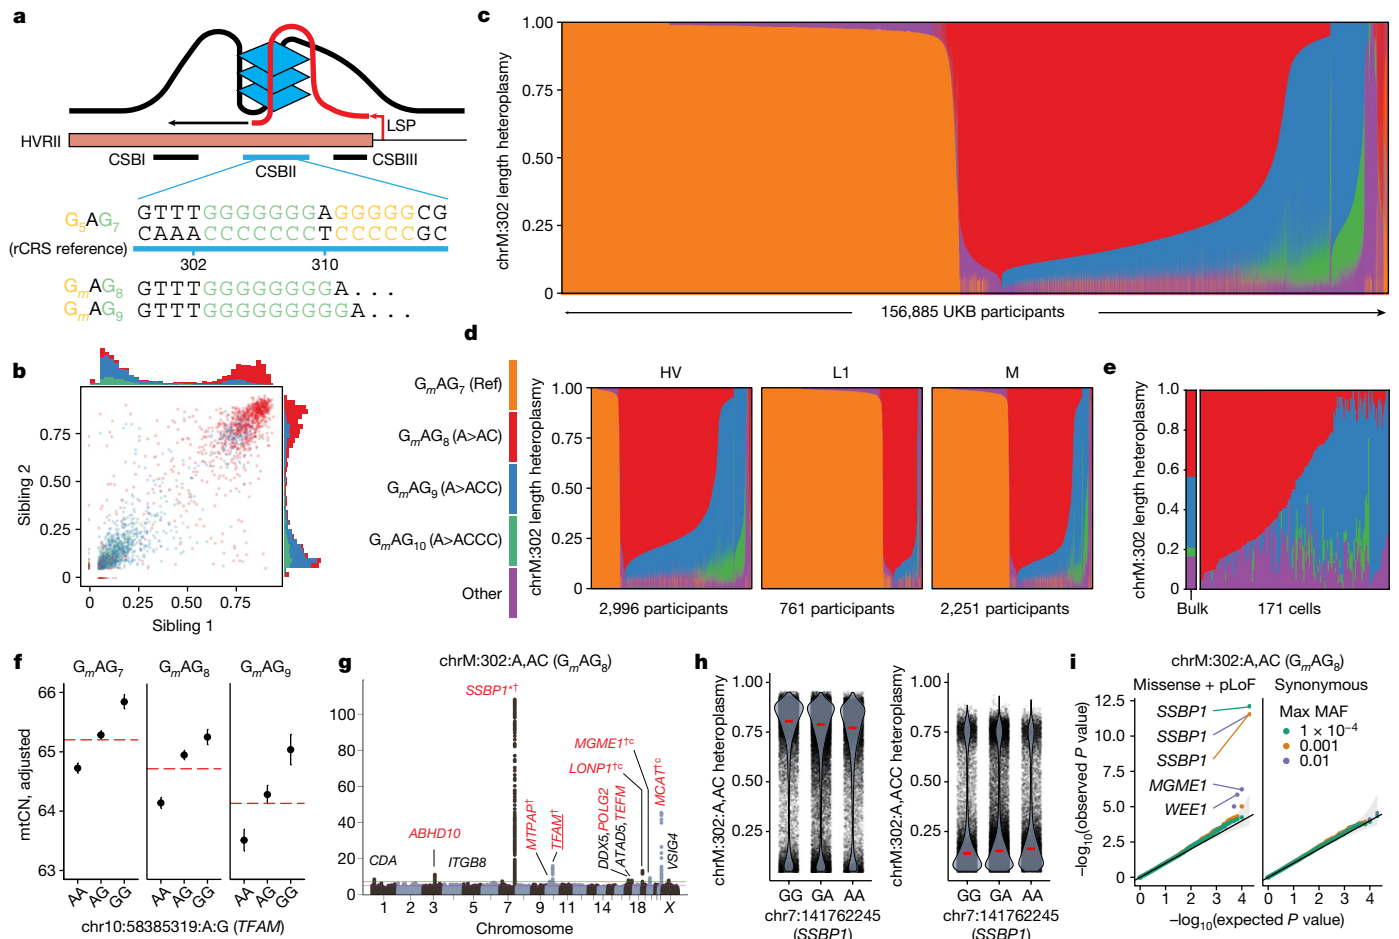 a
LSP
HVRII
CSBI
CSBII
CSBIII
G5AG7
(rCRS reference)
GTTTGGGGGGGAGGGGGCG
CAAACCCCCCCTCCCCCGC
302
310
GmAG8
GTTTGGGGGGGGA...
GmAG9
GTTTGGGGGGGGGA...
b
Sibling 2
0.75
0.50
0.25
0
0
0.25
0.50
0.75
Sibling 1
c
chrM:302 length heteroplasmy
1.00
0.75
0.50
0.25
0
156,885 UKB participants
d
GmAG7 (Ref)
GmAG8 (A>AC)
GmAG9 (A>ACC)
GmAG10 (A>ACCC)
Other
chrM:302 length heteroplasmy
1.00
0.75
0.50
0.25
0
HV
L1
M
2,996 participants
761 participants
2,251 participants
e
chrM:302 length heteroplasmy
1.0
0.8
0.6
0.4
0.2
0
Bulk
171 cells
f
GmAG7
GmAG8
GmAG9
mtCN, adjusted
66
65
64
63
AA
AG
GG
AA
AG
GG
AA
AG
GG
chr10:58385319:A:G (TFAM)
g
chrM:302:A,AC (GmAG8)
–log10(P value)
100
80
60
40
20
0
CDA
ABHD10
ITGB8
SSBP1*†
MTPAP†
TFAM†
DDX5,POLG2
ATAD5,TEFM
LONP1†c
MGME1†c
MCAT†c
VSIG4
1
2
3
5
7
9
11
14
18
X
Chromosome
h
chrM:302:A,AC heteroplasmy
1.00
0.75
0.50
0.25
GG
GA
AA
chr7:141762245
(SSBP1)
chrM:302:A,ACC heteroplasmy
1.00
0.75
0.50
0.25
GG
GA
AA
chr7:141762245
(SSBP1)
i
chrM:302:A,AC (GmAG8)
Missense + pLoF
Synonymous
–log10(observed P value)
12.5
10.0
7.5
5.0
2.5
0
SSBP1
SSBP1
SSBP1
MGME1
WEE1
Max MAF
1 × 10–4
0.001
0.01
0
1
2
3
4
0
1
2
3
4
–log10(expected P value)